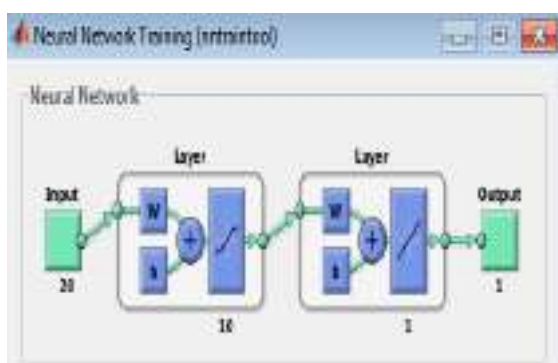 Neural Network Training (nntraintool)
Neural Network
Layer Layer
Input Output
W W
b b
20 10 1 1